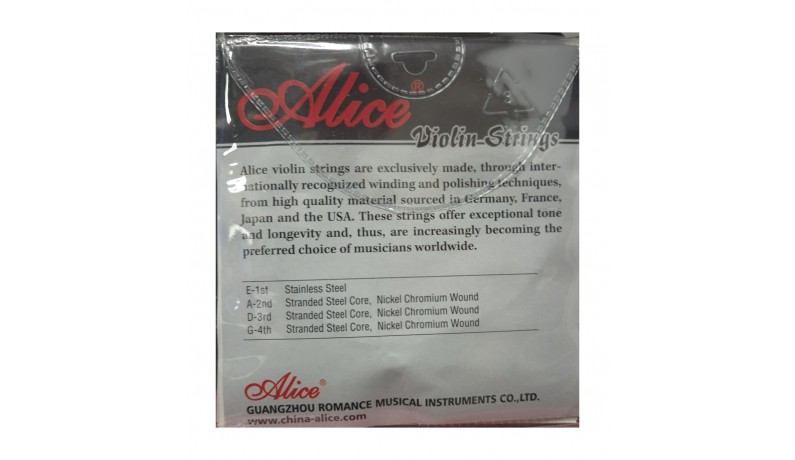 Alice®
Violin Strings
Alice violin strings are exclusively made, through inter-
nationally recognized winding and polishing techniques,
from high quality material sourced in Germany, France,
Japan and the USA. These strings offer exceptional tone
and longevity and, thus, are increasingly becoming the
preferred choice of musicians worldwide.
E-1st Stainless Steel
A-2nd Stranded Steel Core, Nickel Chromium Wound
D-3rd Stranded Steel Core, Nickel Chromium Wound
G-4th Stranded Steel Core, Nickel Chromium Wound
Alice®
GUANGZHOU ROMANCE MUSICAL INSTRUMENTS CO.,LTD.
www.china-alice.com